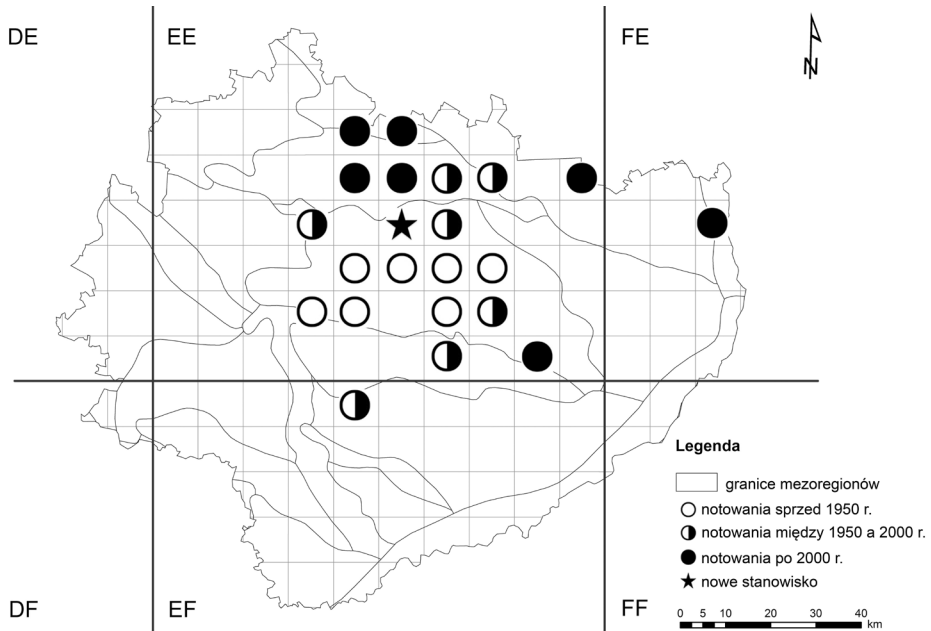 DE
EE
FE
N
DF
EF
FF
Legenda
granice mezoregionów
notowania sprzed 1950 r.
notowania między 1950 a 2000 r.
notowania po 2000 r.
nowe stanowisko
0 5 10 20 30 40
km